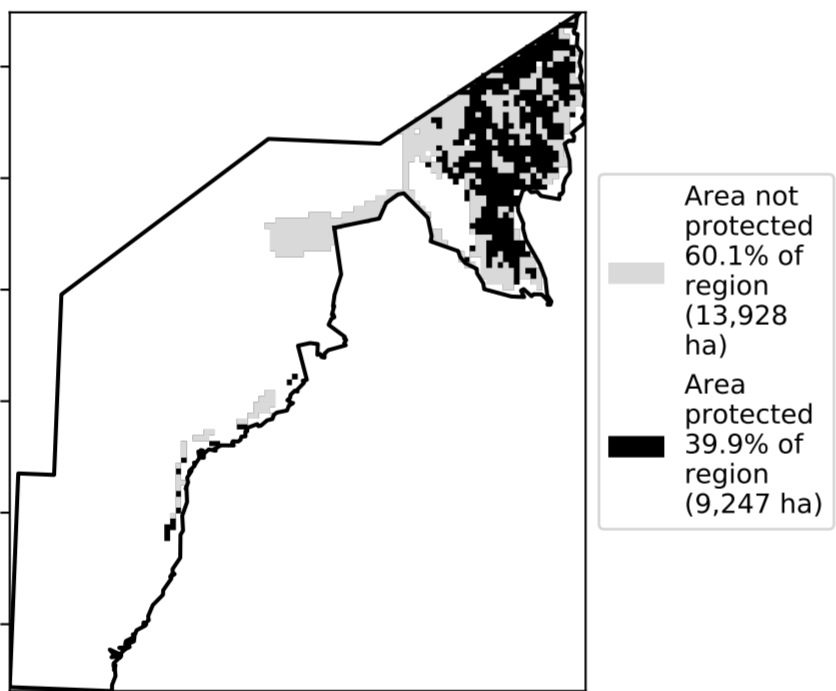 Area not
protected
60.1% of
region
(13,928
ha)
Area
protected
39.9% of
region
(9,247 ha)